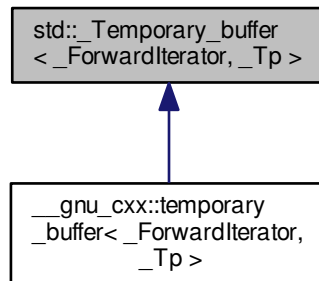 std::_Temporary_buffer
< _ForwardIterator, _Tp >
__gnu_cxx::temporary
_buffer< _ForwardIterator,
_Tp >